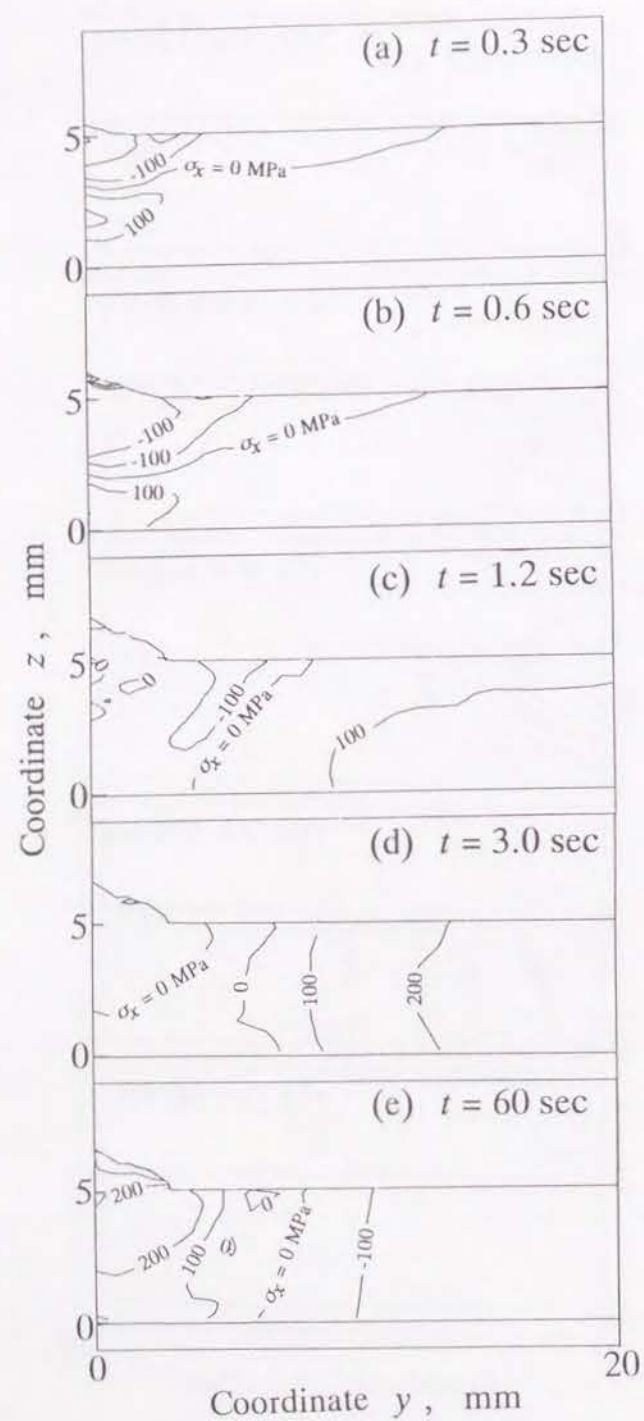 (a) t = 0.3 sec
5
-100
σx = 0 MPa
100
0
(b) t = 0.6 sec
5
-100
-100
σx = 0 MPa
100
0
(c) t = 1.2 sec
5
0
0
-100
σx = 0 MPa
100
0
(d) t = 3.0 sec
5
σx = 0 MPa
0
100
200
0
(e) t = 60 sec
5
200
0
200
100
σx = 0 MPa
-100
0
0
20
Coordinate y , mm
Coordinate z , mm